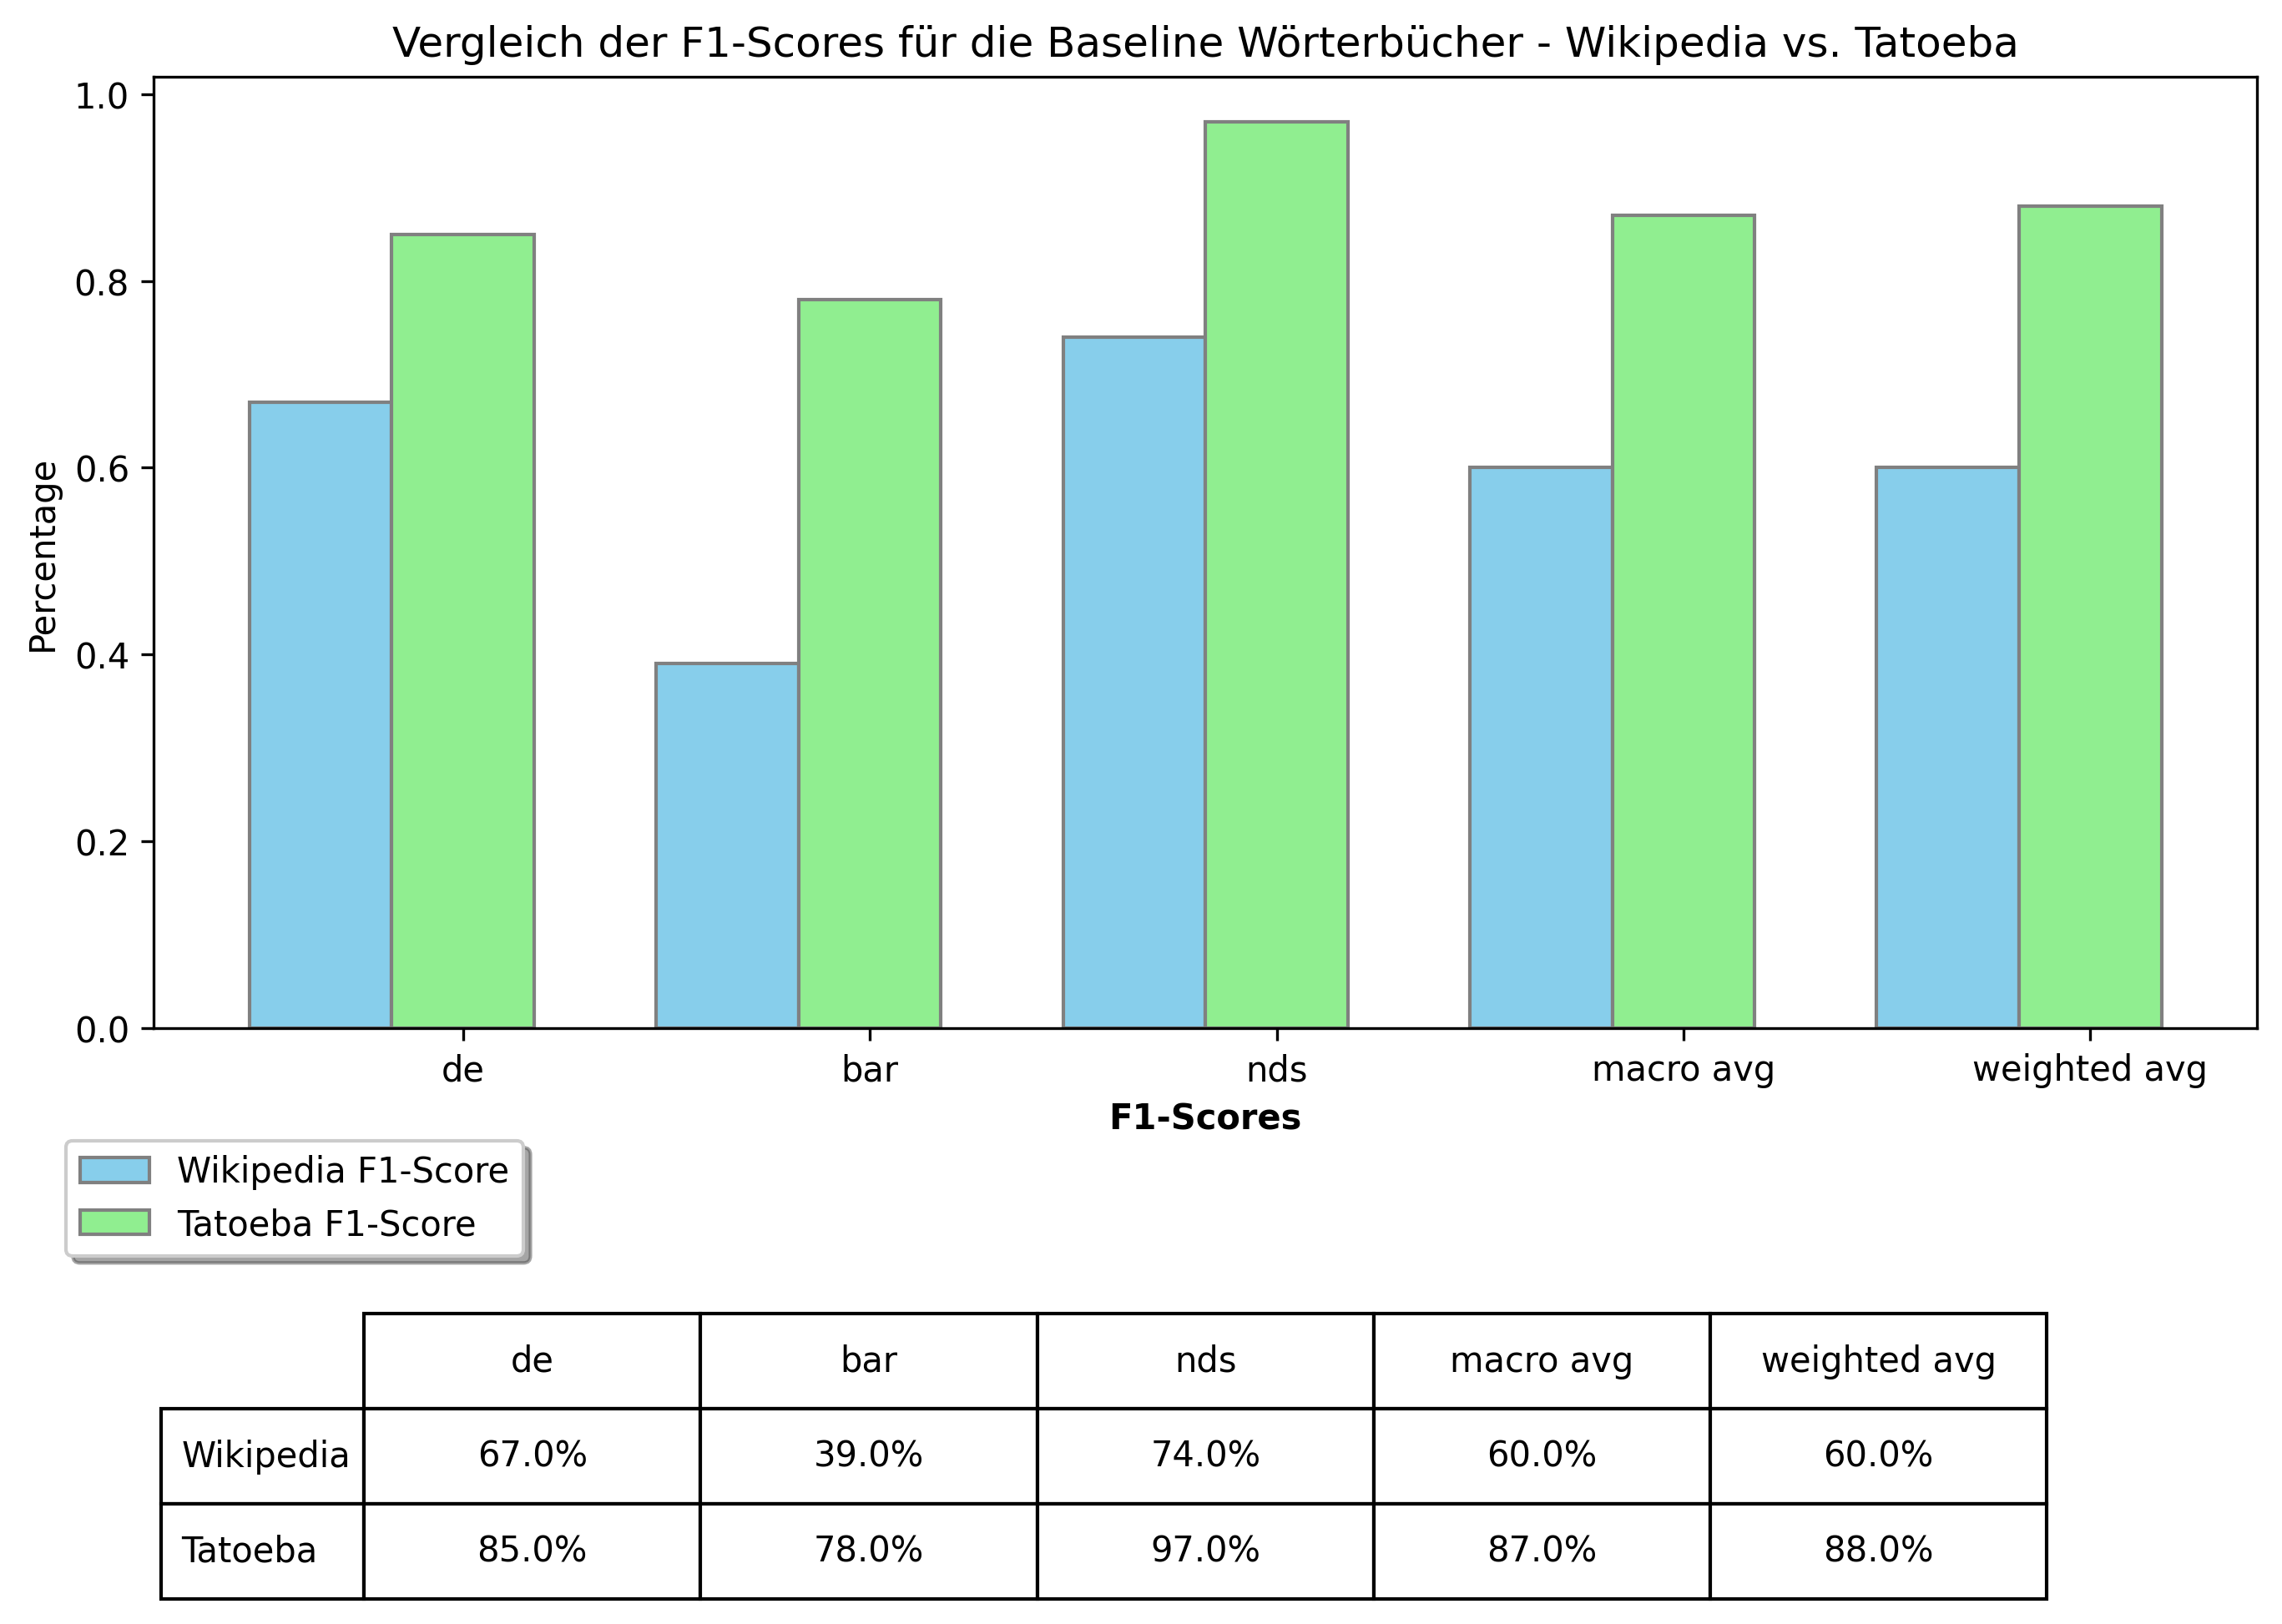 Vergleich der F1-Scores für die Baseline Wörterbücher - Wikipedia vs. Tatoeba
1.0
0.8
0.6
0.4
0.2
0.0
Percentage
de bar nds macro avg weighted avg
F1-Scores
Wikipedia F1-Score
Tatoeba F1-Score
de bar nds macro avg weighted avg
Wikipedia 67.0% 39.0% 74.0% 60.0% 60.0%
Tatoeba 85.0% 78.0% 97.0% 87.0% 88.0%